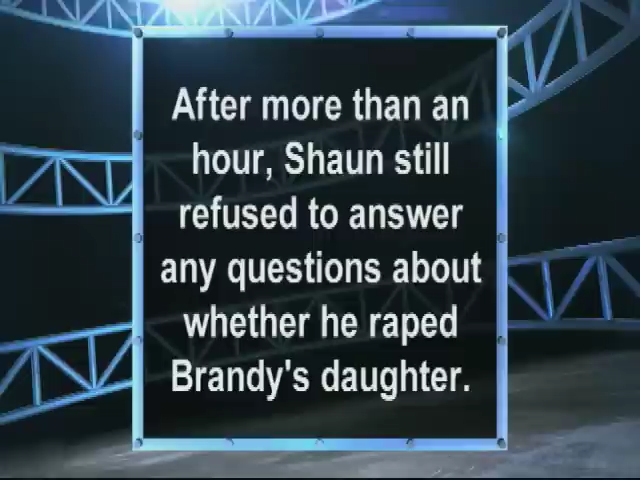 After more than an
hour, Shaun still
refused to answer
any questions about
whether he raped
Brandy's daughter.